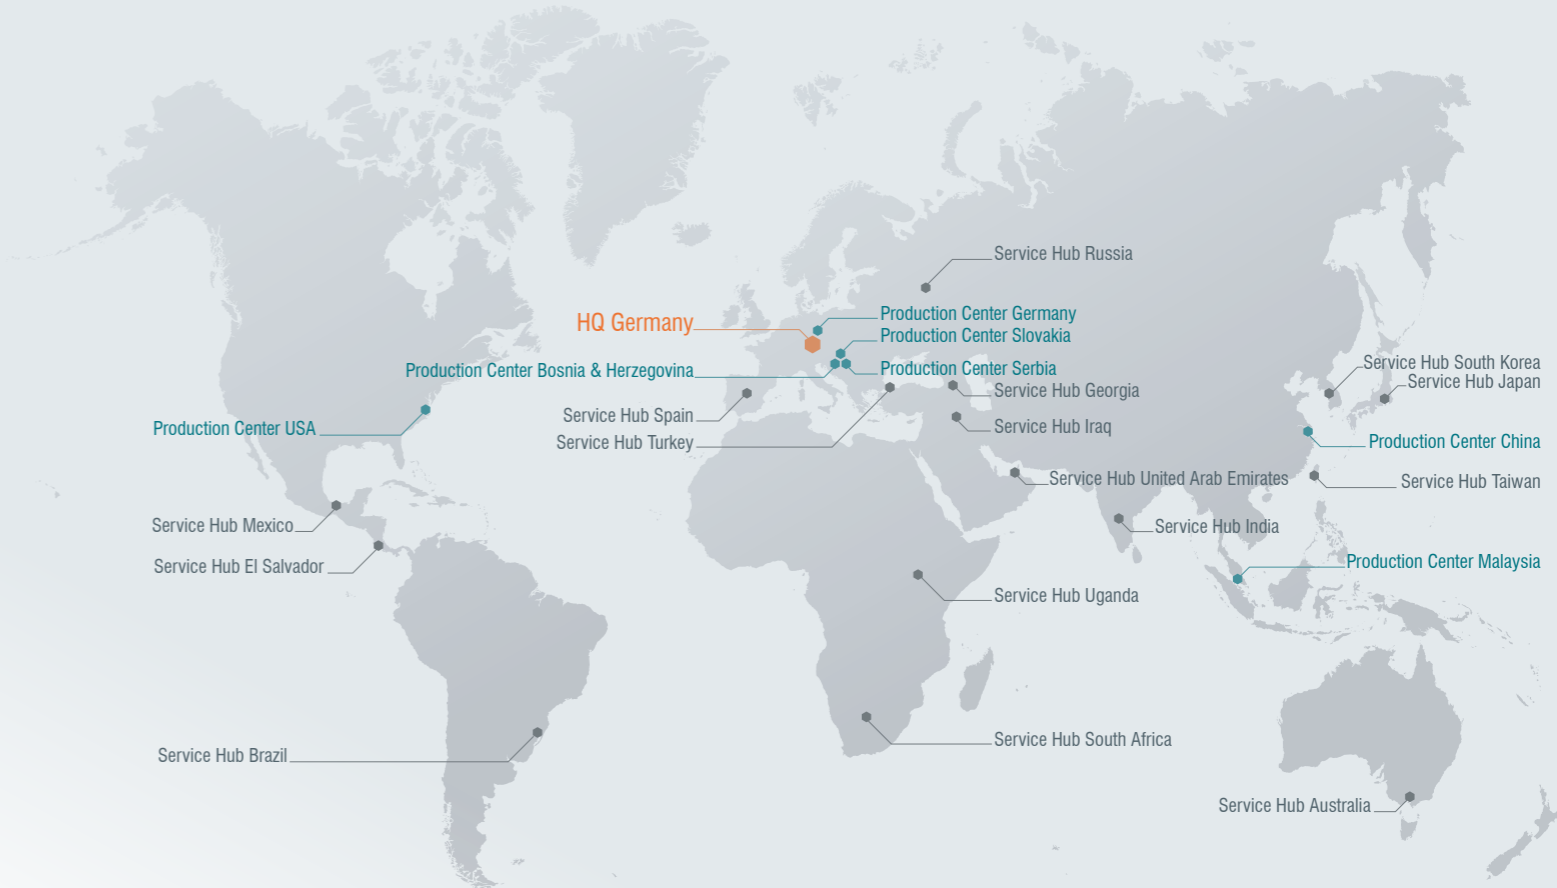 Service Hub Russia
Production Center Germany
HQ Germany
Production Center Slovakia
Service Hub South Korea
Production Center Bosnia & Herzegovina
Production Center Serbia
Service Hub Japan
Service Hub Georgia
Service Hub Spain
Production Center USA
Service Hub Iraq
Service Hub Turkey
Production Center China
Service Hub United Arab Emirates
Service Hub Taiwan
Service Hub Mexico
Service Hub India
Service Hub El Salvador
Production Center Malaysia
Service Hub Uganda
Service Hub South Africa
Service Hub Brazil
Service Hub Australia